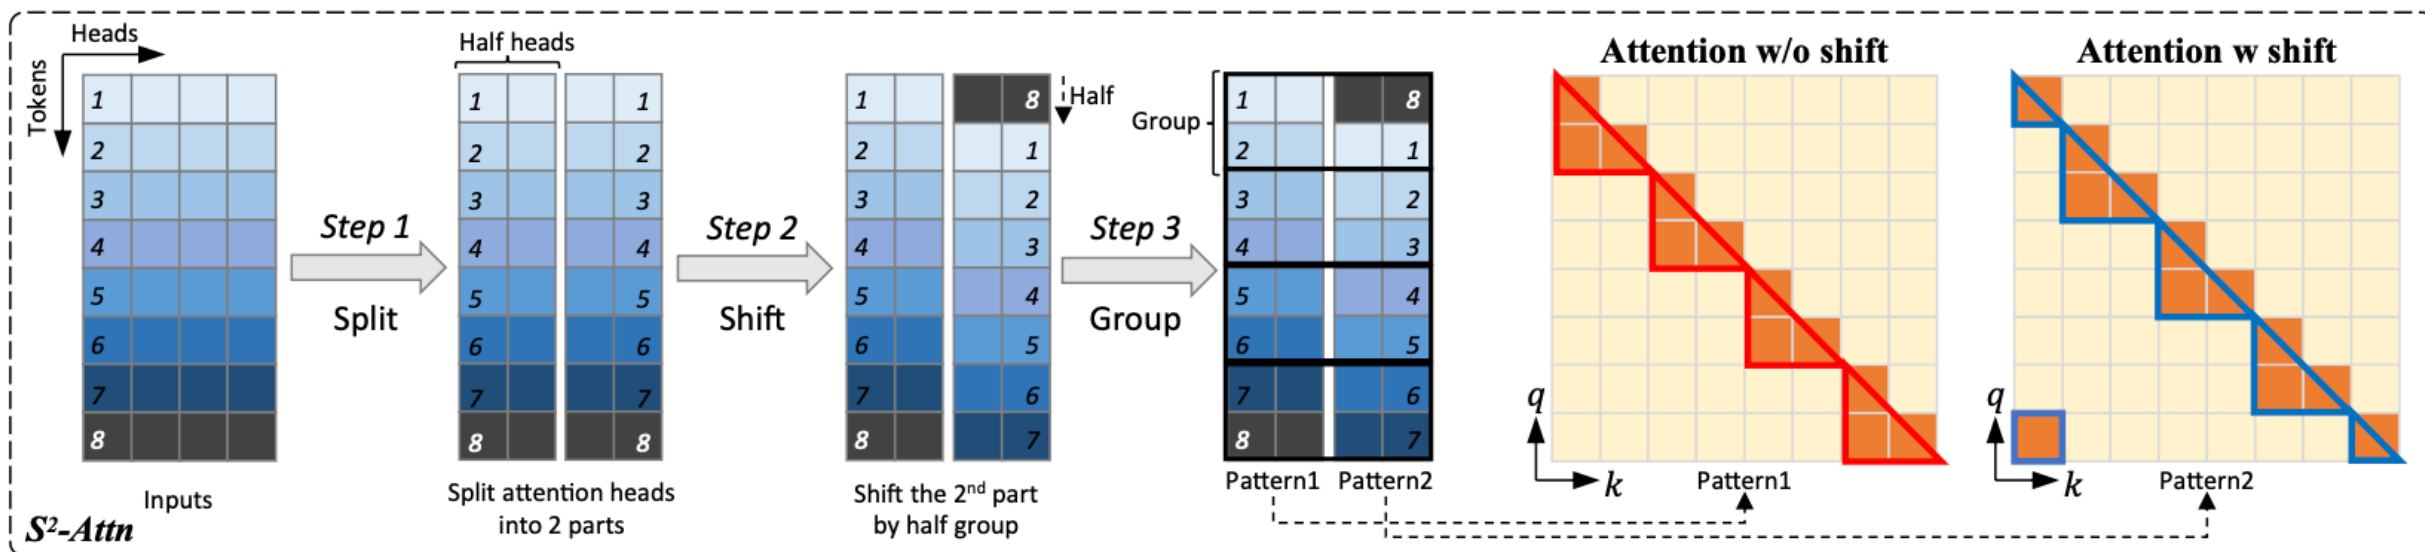 Heads
Tokens
1
2
3
4
5
6
7
8
Inputs
S²-Attn
Step 1
Split
Half heads
1 1
2 2
3 3
4 4
5 5
6 6
7 7
8 8
Split attention heads
into 2 parts
Step 2
Shift
1 8
2 1
3 2
4 3
5 4
6 5
7 6
8 7
Half
Shift the 2nd part
by half group
Step 3
Group
Group
1 8
2 1
3 2
4 3
5 4
6 5
7 6
8 7
Pattern1 Pattern2
Attention w/o shift
q
k
Pattern1
Attention w shift
q
k
Pattern2